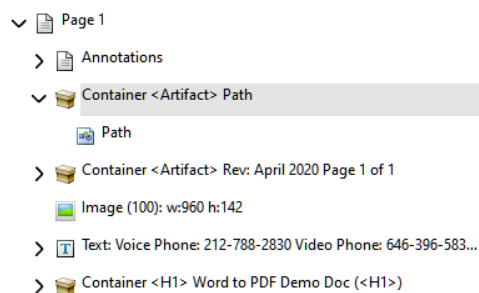 Page 1
Annotations
Container <Artifact> Path
Path
Container <Artifact> Rev: April 2020 Page 1 of 1
Image (100): w:960 h:142
Text: Voice Phone: 212-788-2830 Video Phone: 646-396-583...
Container <H1> Word to PDF Demo Doc (<H1>)